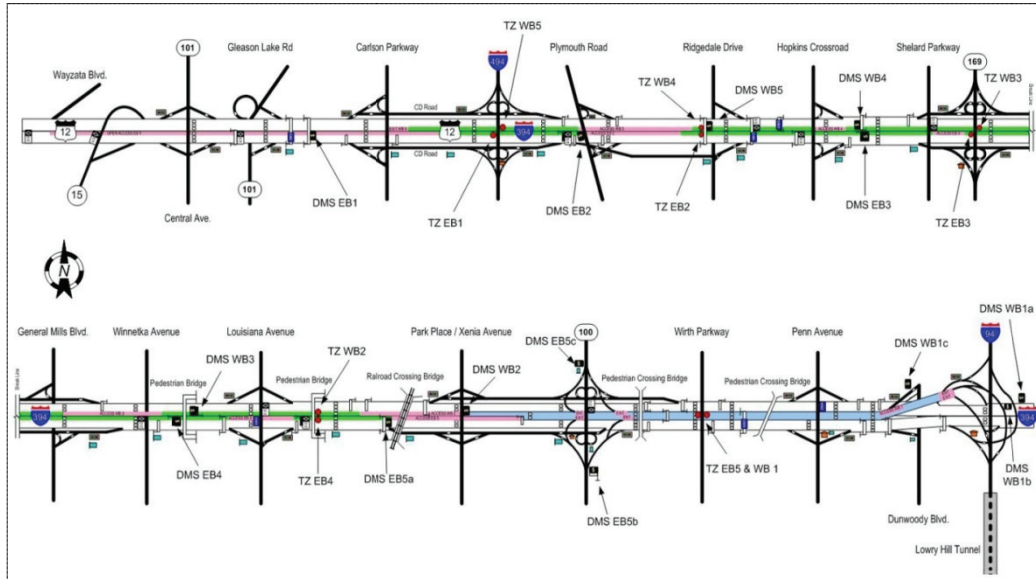 TZ WB5
101
Gleason Lake Rd
Carlson Parkway
494
Plymouth Road
Ridgedale Drive
Hopkins Crossroad
Shelard Parkway
169
Wayzata Blvd.
TZ WB4
DMS WB5
DMS WB4
TZ WB3
CD Road
Break Line
12
12
394
CD Road
15
101
Central Ave.
DMS EB1
TZ EB1
DMS EB2
TZ EB2
DMS EB3
TZ EB3
N
General Mills Blvd.
Winnetka Avenue
Louisiana Avenue
Park Place / Xenia Avenue
100
Wirth Parkway
Penn Avenue
94
DMS WB1a
DMS WB3
TZ WB2
DMS EB5c
DMS WB1c
Pedestrian Bridge
Pedestrian Bridge
Railroad Crossing Bridge
DMS WB2
Pedestrian Crossing Bridge
Pedestrian Crossing Bridge
Break Line
394
394
DMS EB4
TZ EB4
DMS EB5a
TZ EB5 & WB 1
DMS
WB1b
DMS EB5b
Dunwoody Blvd.
Lowry Hill Tunnel